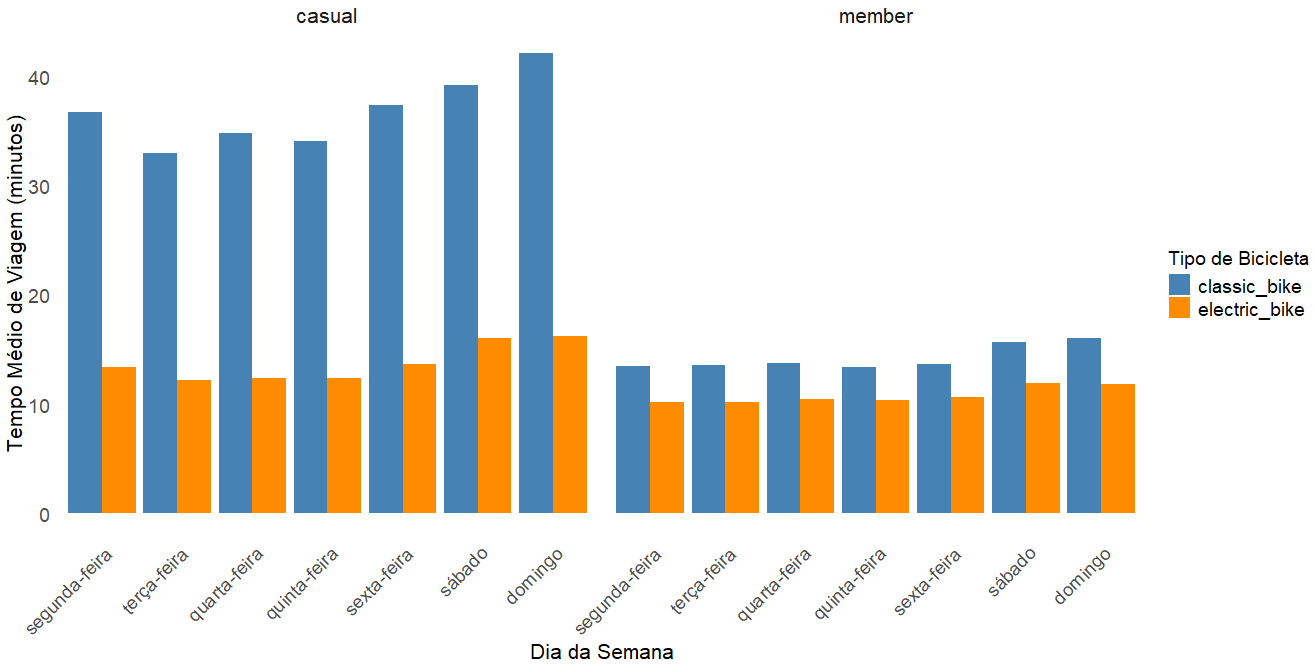 casual
member
Tempo Médio de Viagem (minutos)
40
30
20
10
0
segunda-feira
terça-feira
quarta-feira
quinta-feira
sexta-feira
sábado
domingo
segunda-feira
terça-feira
quarta-feira
quinta-feira
sexta-feira
sábado
domingo
Dia da Semana
Tipo de Bicicleta
classic_bike
electric_bike